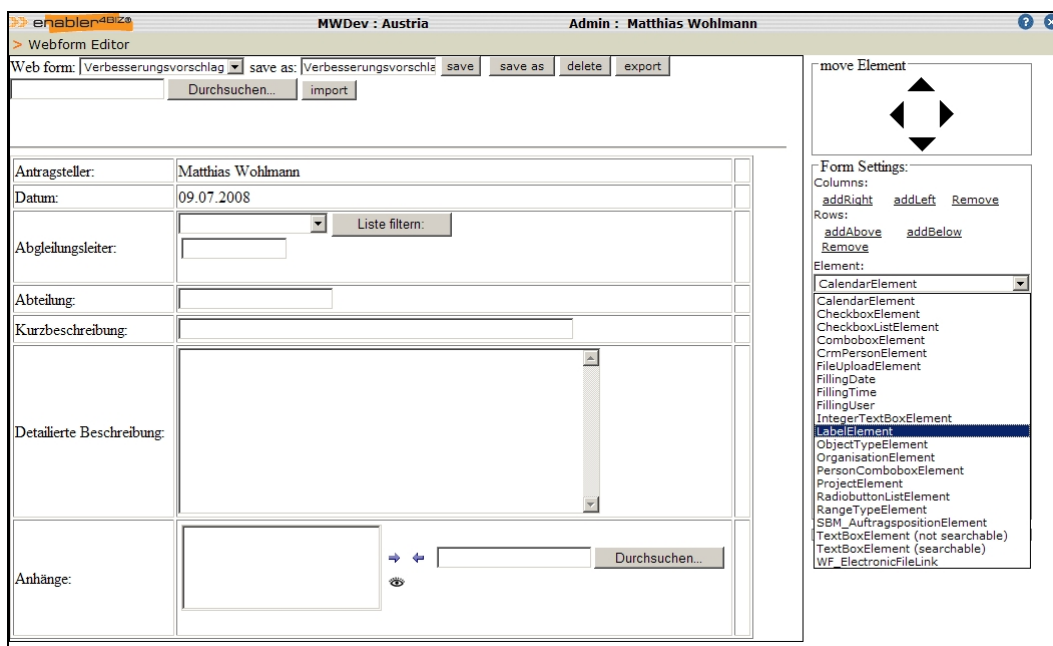 enabler4BIZ® MWDev : Austria Admin : Matthias Wohlmann
> Webform Editor
Web form: Verbesserungsvorschlag save as: Verbesserungsvorschla save save as delete export
Durchsuchen... import
Antragsteller: Matthias Wohlmann
Datum: 09.07.2008
Liste filtern:
Abgleilungsleiter:
Abteilung:
Kurzbeschreibung:
Detailierte Beschreibung:
Durchsuchen...
Anhänge:
move Element
Form Settings:
Columns:
addRight addLeft Remove
Rows:
addAbove addBelow
Remove
Element:
CalendarElement
CalendarElement
CheckboxElement
CheckboxListElement
ComboboxElement
CrmPersonElement
FileUploadElement
FillingDate
FillingTime
FillingUser
IntegerTextBoxElement
LabelElement
ObjectTypeElement
OrganisationElement
PersonComboboxElement
ProjectElement
RadiobuttonListElement
RangeTypeElement
SBM_AuftragspositionElement
TextBoxElement (not searchable)
TextBoxElement (searchable)
WF_ElectronicFileLink